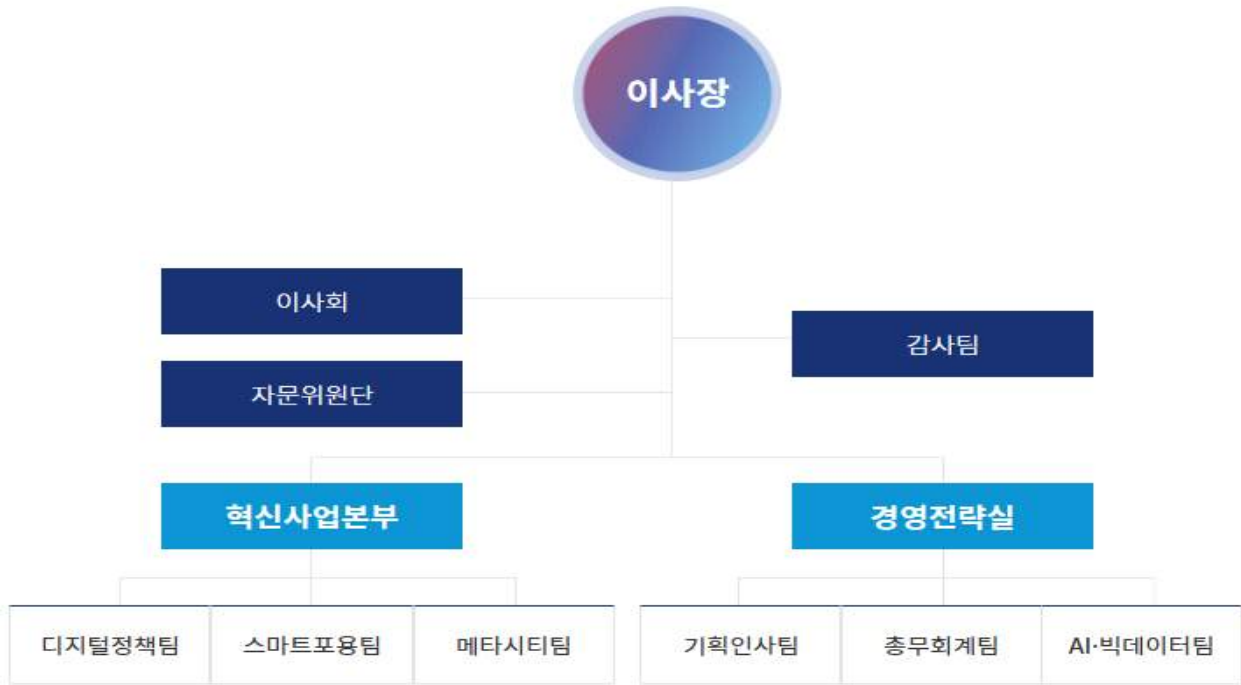 이사장
이사회
감사팀
자문위원단
혁신사업본부
경영전략실
디지털정책팀
스마트포용팀
메타시티팀
기획인사팀
총무회계팀
AI·빅데이터팀